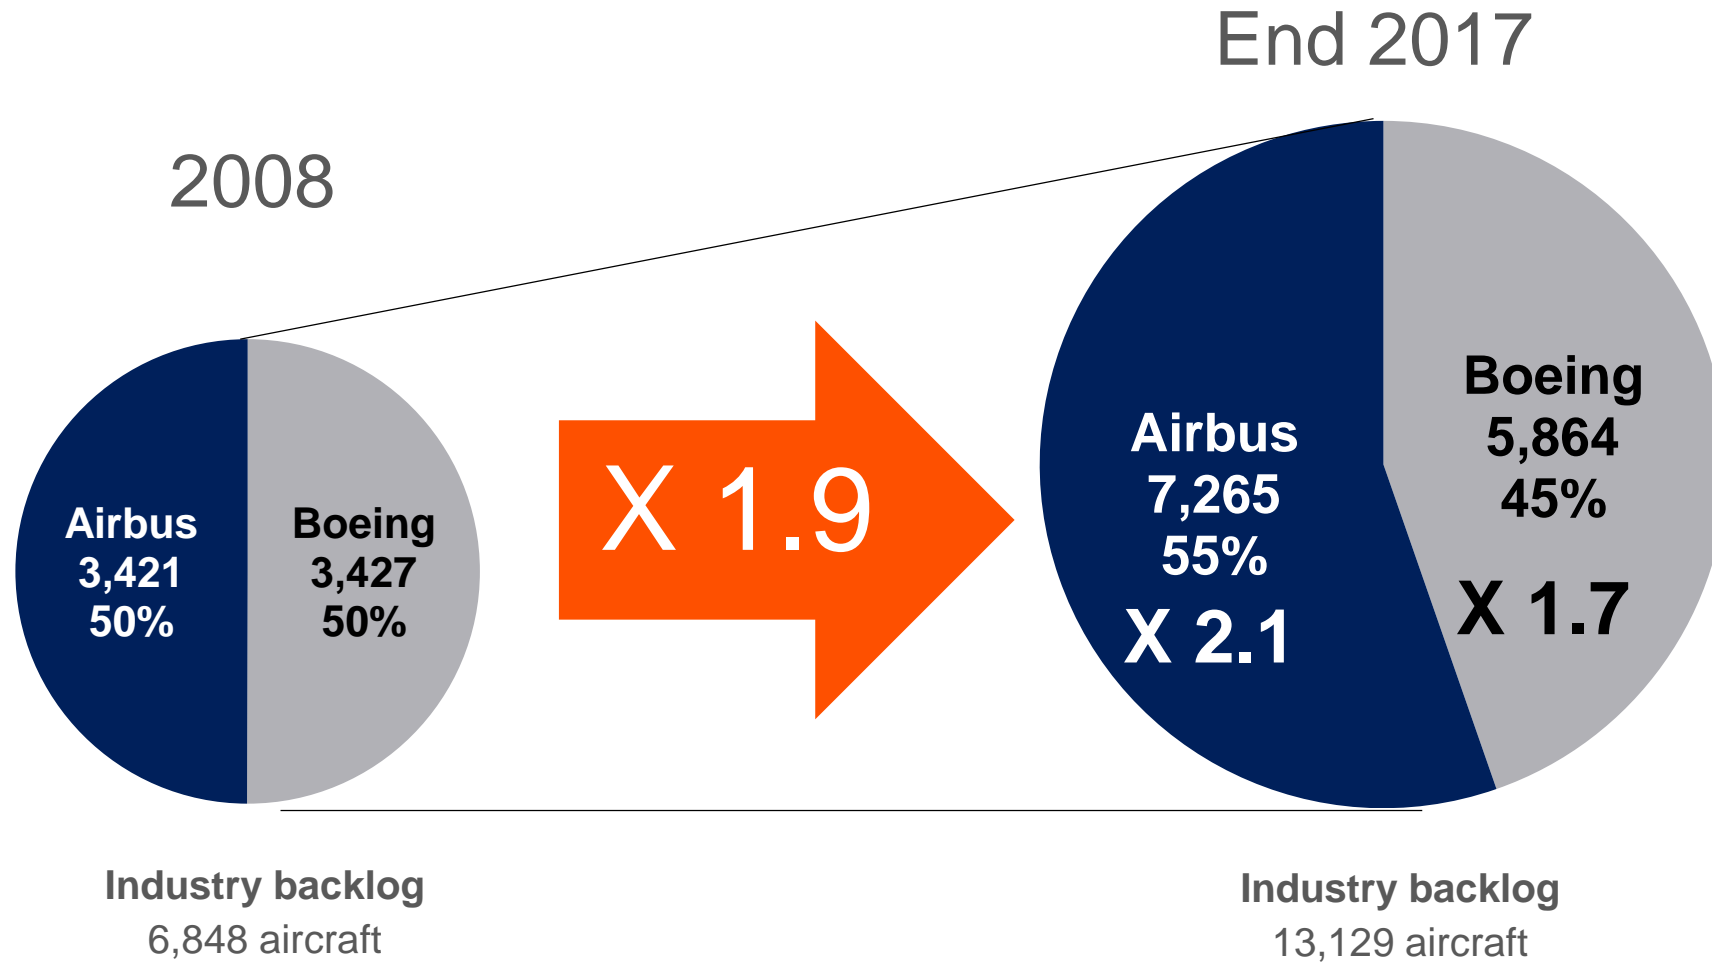 2008
Airbus
3,421
50%
Boeing
3,427
50%
Industry backlog
6,848 aircraft
X 1.9
End 2017
Airbus
7,265
55%
X 2.1
Boeing
5,864
45%
X 1.7
Industry backlog
13,129 aircraft